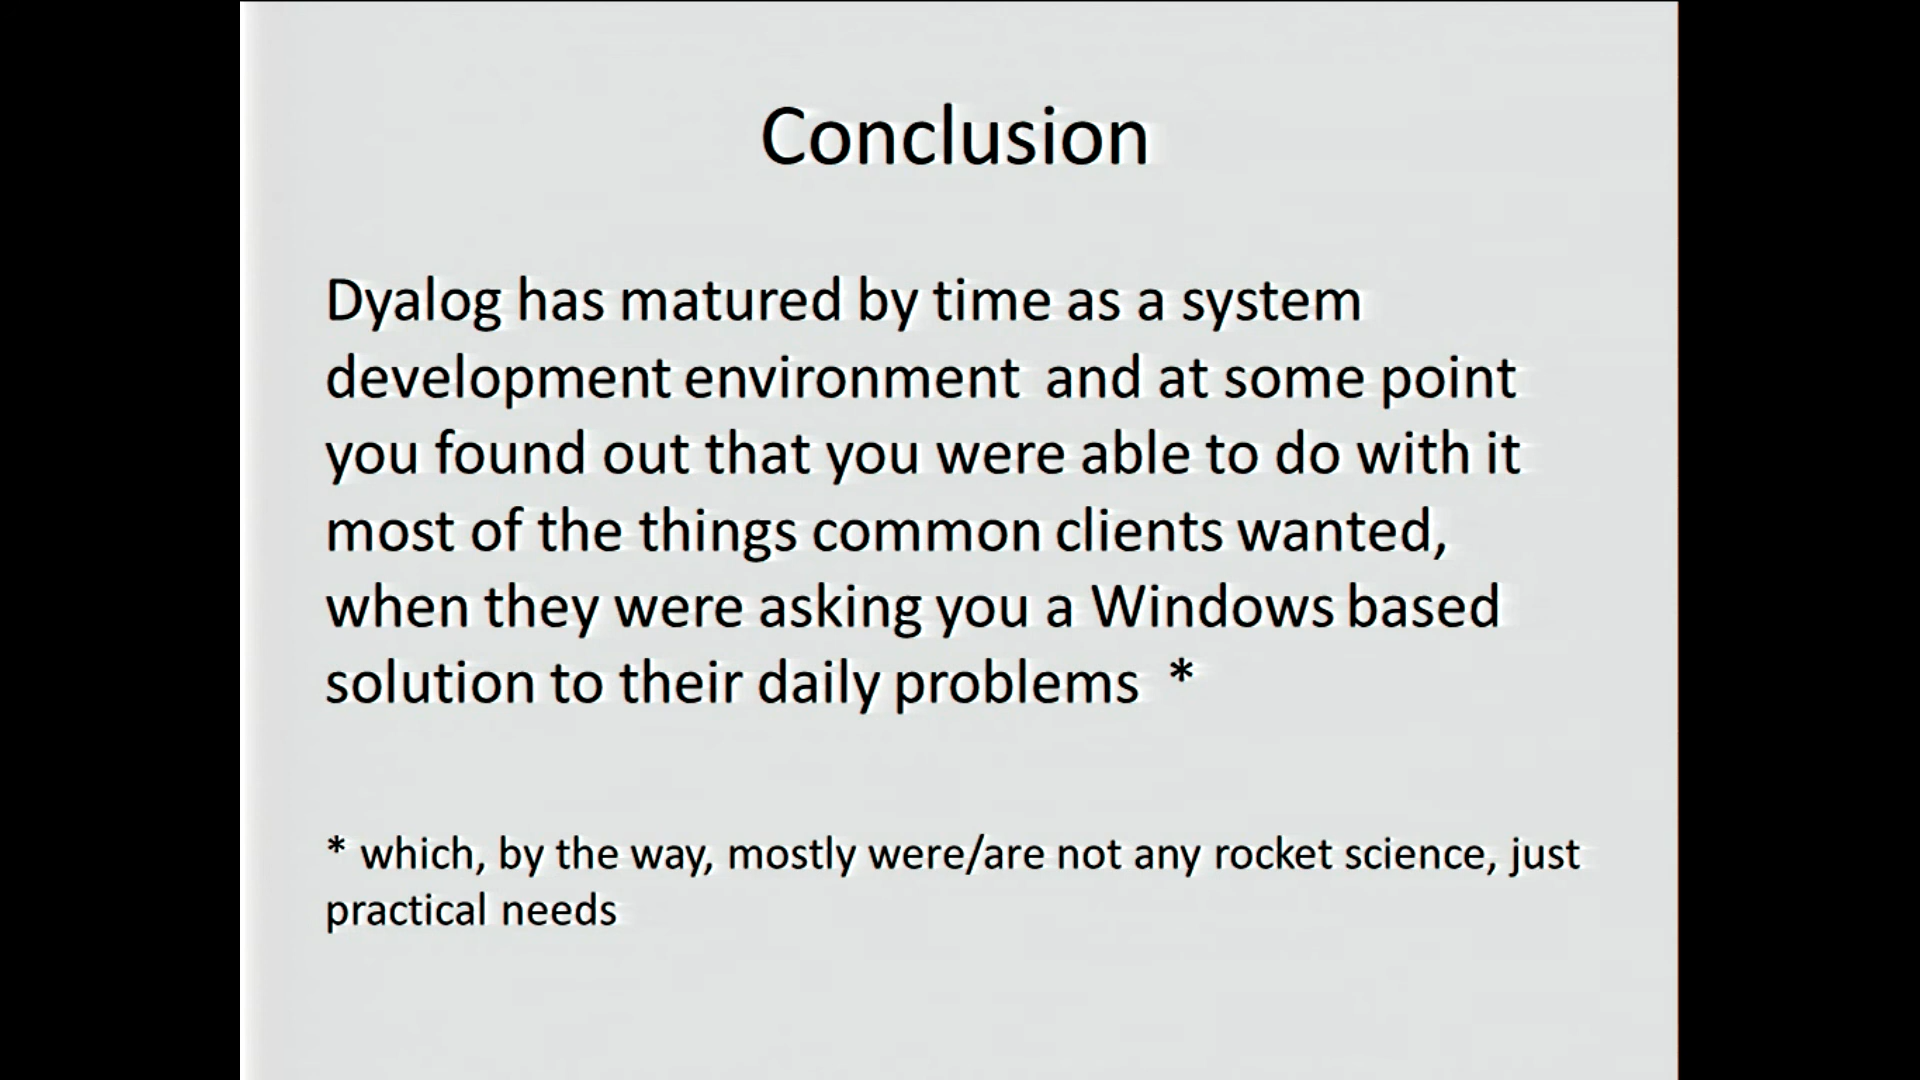 Conclusion
Dyalog has matured by time as a system
development environment  and at some point
you found out that you were able to do with it
most of the things common clients wanted,
when they were asking you a Windows based
solution to their daily problems  *
* which, by the way, mostly were/are not any rocket science, just
practical needs